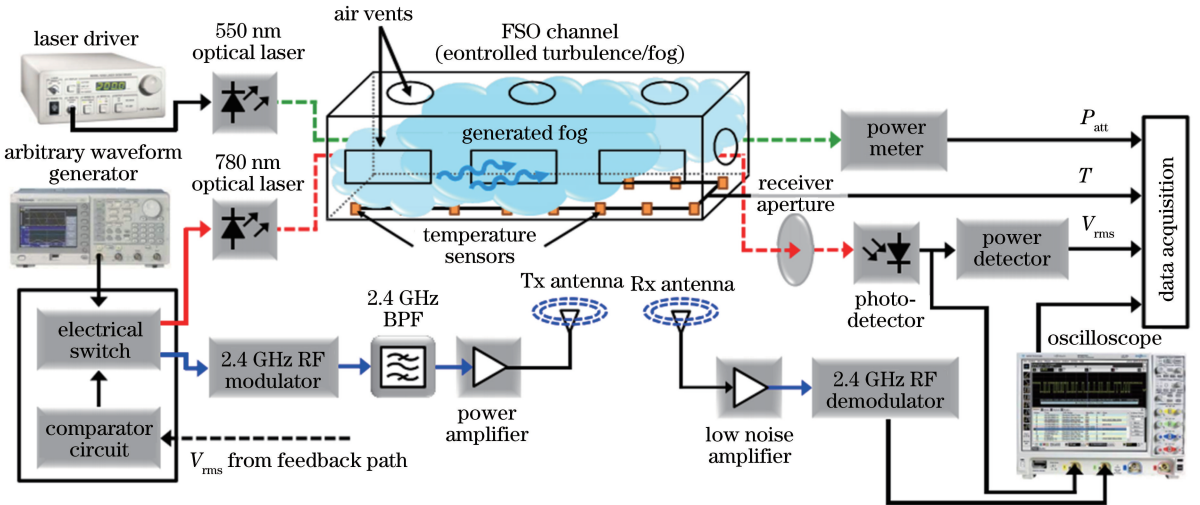 air vents
laser driver
550 nm
optical laser
FSO channel
(eontrolled turbulence/fog)
generated fog
power
meter
P_att
arbitrary waveform
generator
780 nm
optical laser
receiver
aperture
T
V_rms
data acquisition
temperature
sensors
power
detector
photo-
detector
Tx antenna
Rx antenna
2.4 GHz
BPF
electrical
switch
2.4 GHz RF
modulator
power
amplifier
low noise
amplifier
2.4 GHz RF
demodulator
oscilloscope
comparator
circuit
V_rms from feedback path